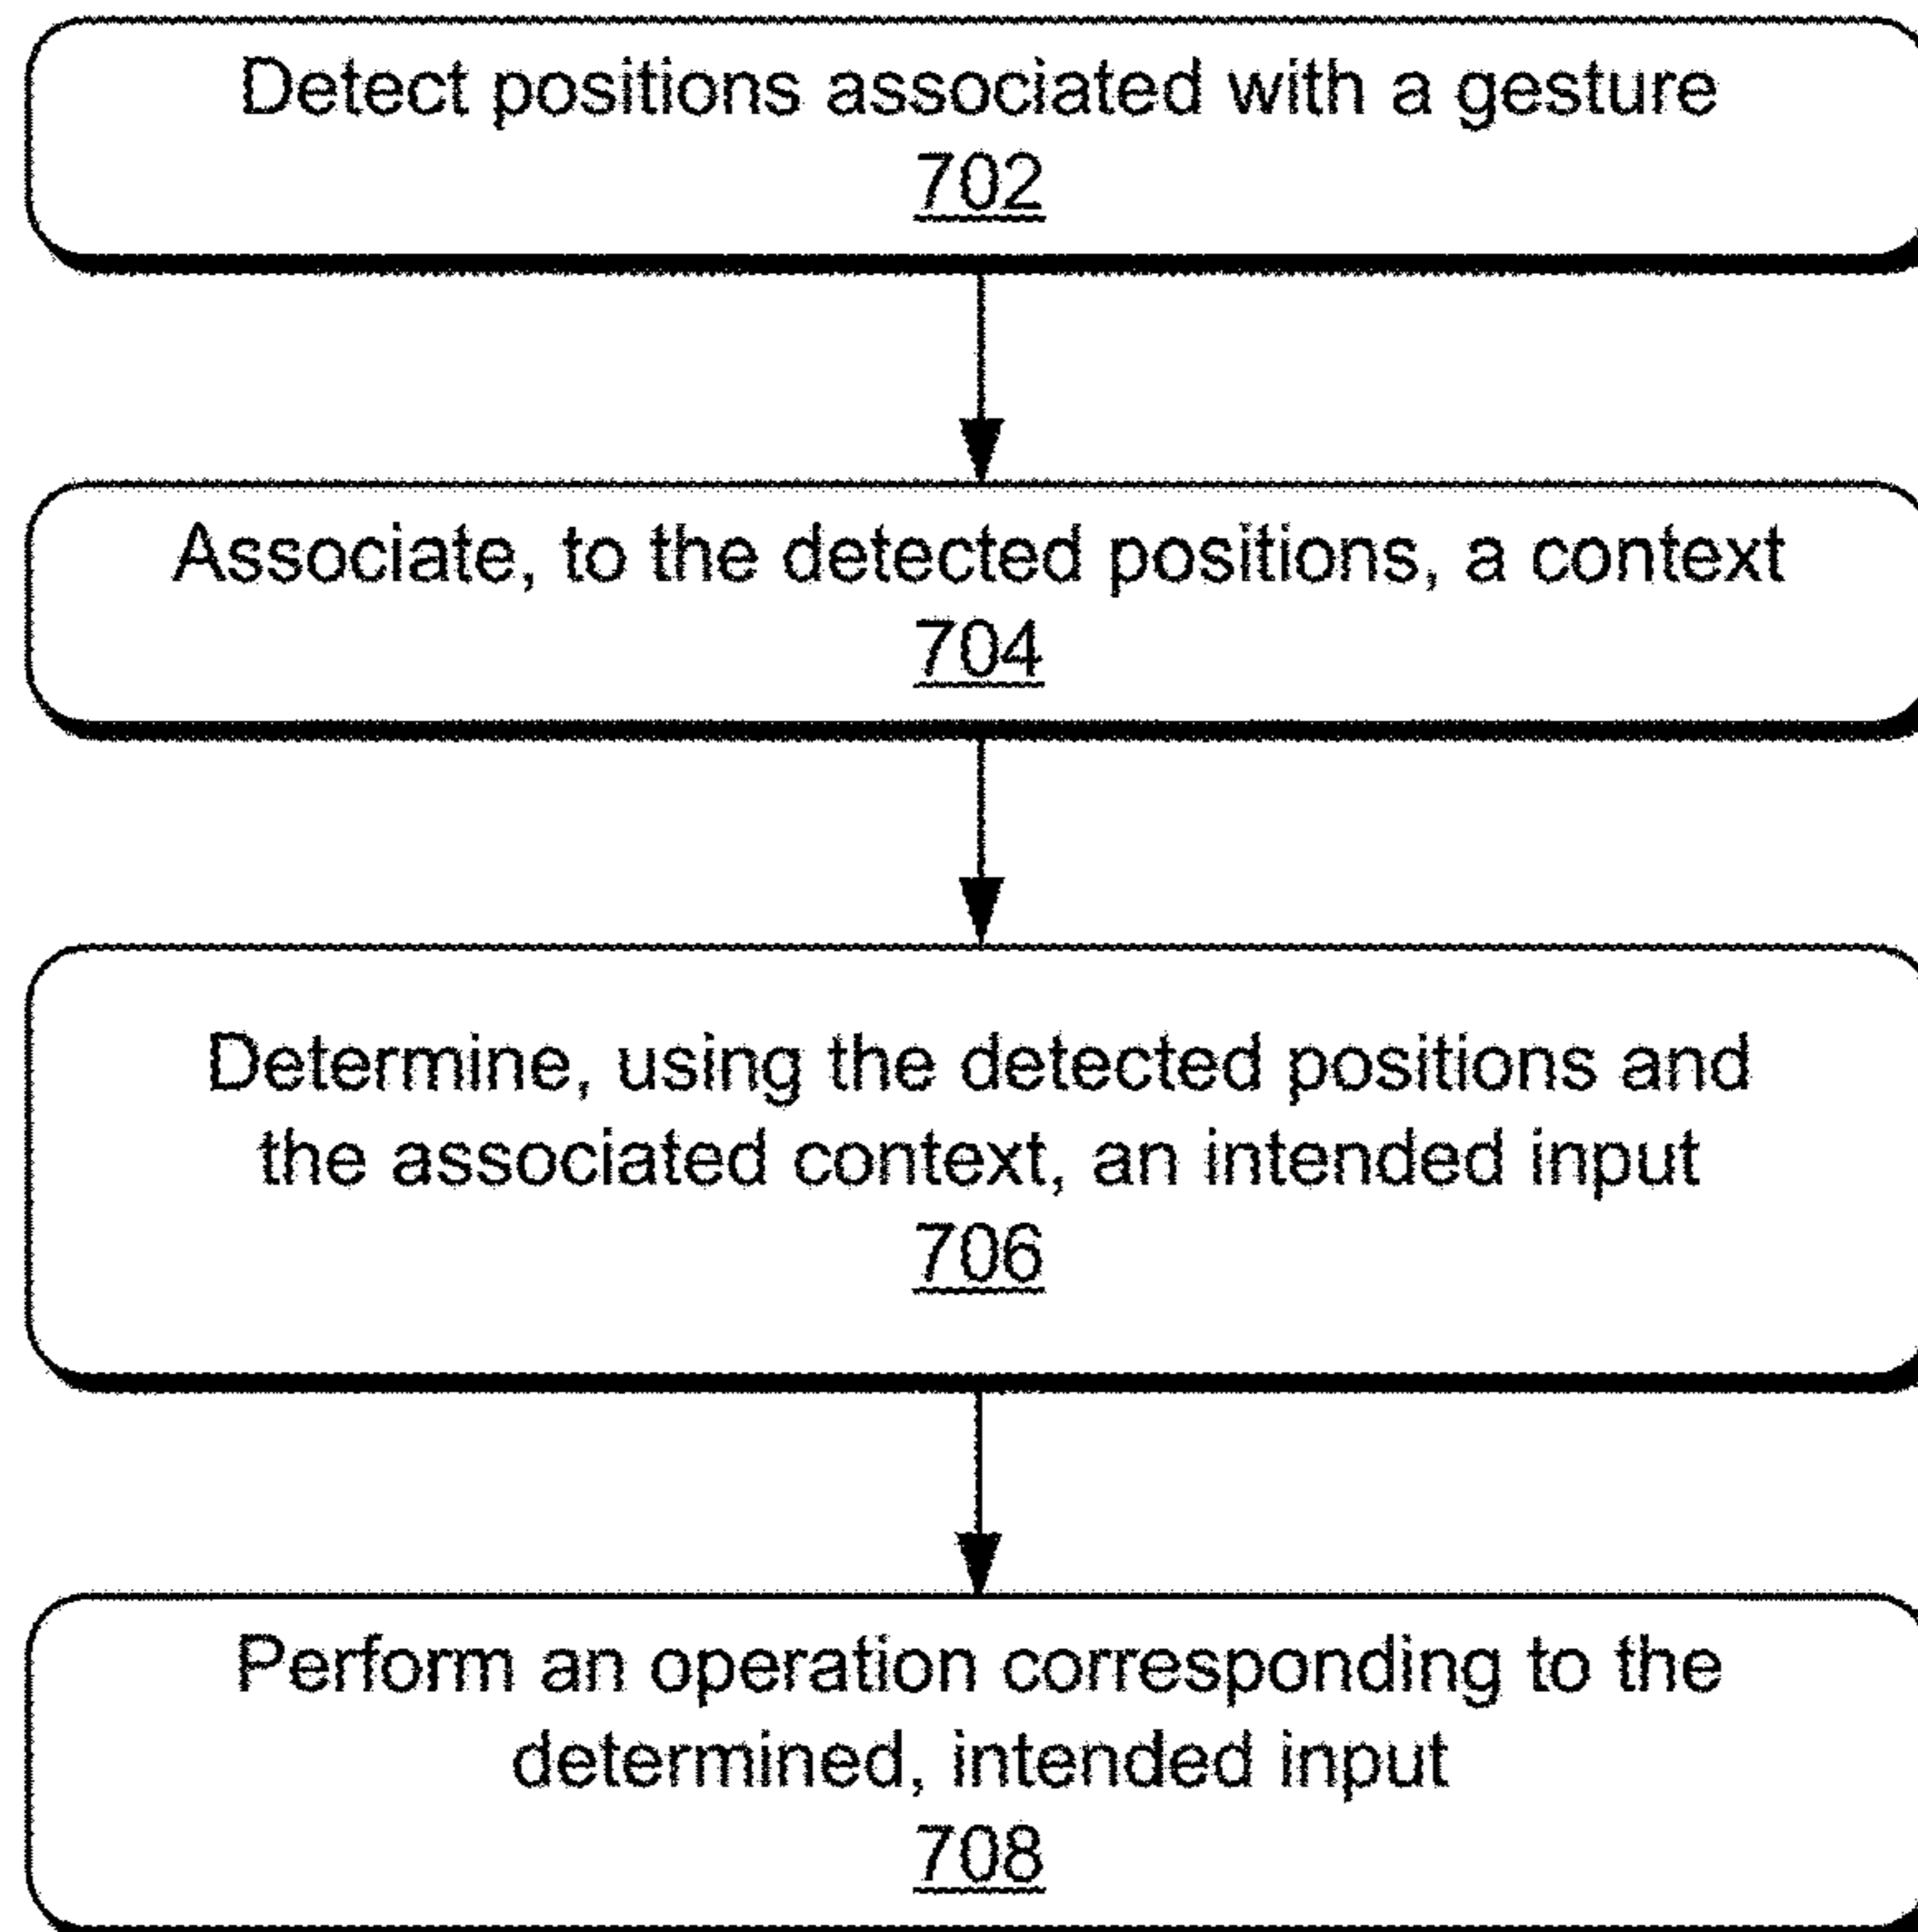 Detect positions associated with a gesture
702
Associate, to the detected positions, a context
704
Determine, using the detected positions and
the associated context, an intended input
706
Perform an operation corresponding to the
determined, intended input
708